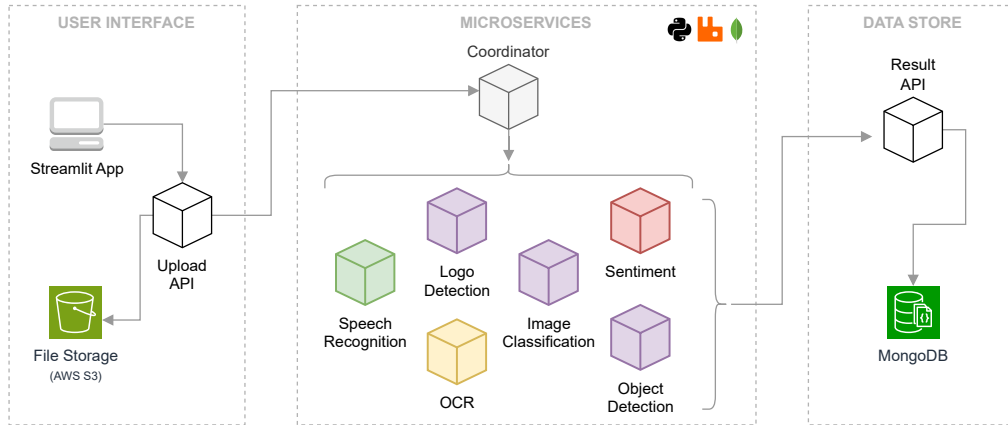 USER INTERFACE
MICROSERVICES
DATA STORE
Coordinator
Result
API
Streamlit App
Upload
API
File Storage
(AWS S3)
Speech
Recognition
Logo
Detection
OCR
Image
Classification
Sentiment
Object
Detection
MongoDB